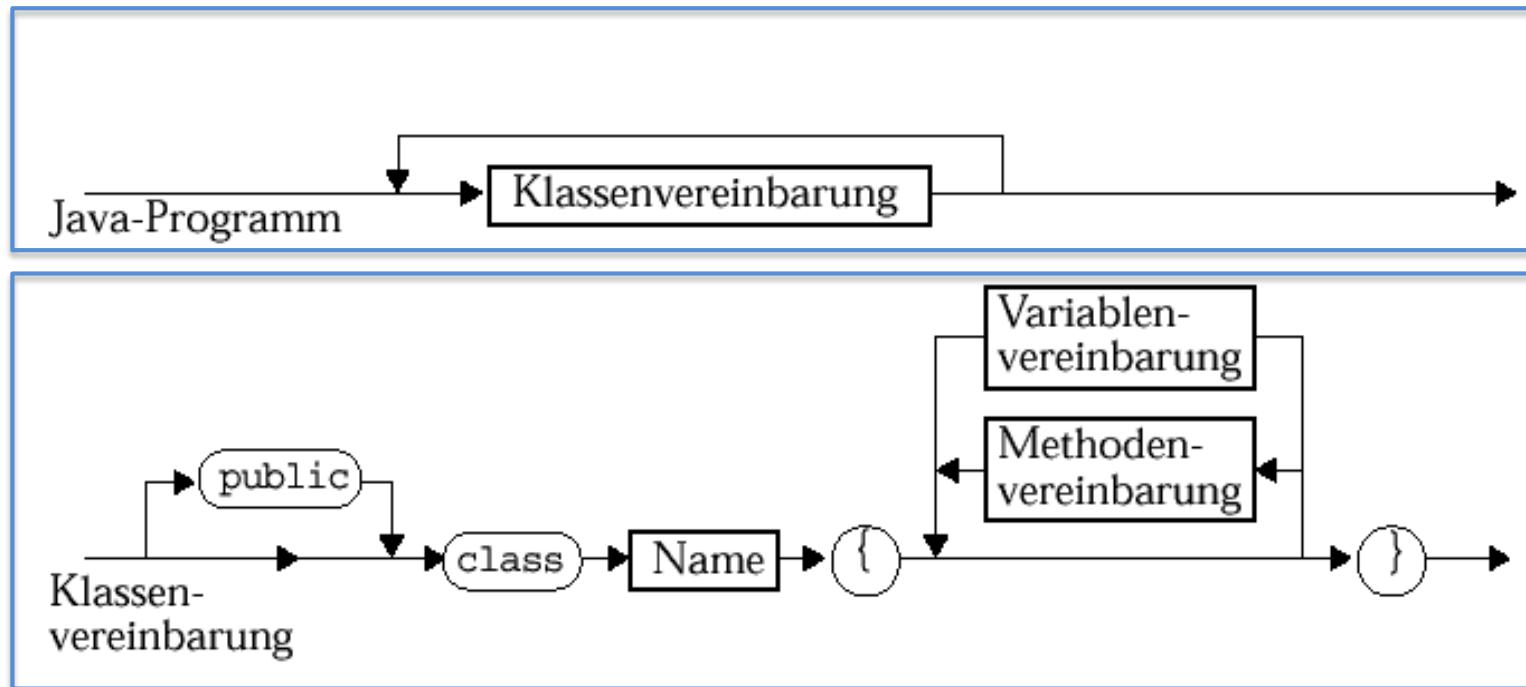 Klassenvereinbarung
Java-Programm
Variablen-
vereinbarung
Methoden-
vereinbarung
public
class
Name
{
}
Klassen-
vereinbarung